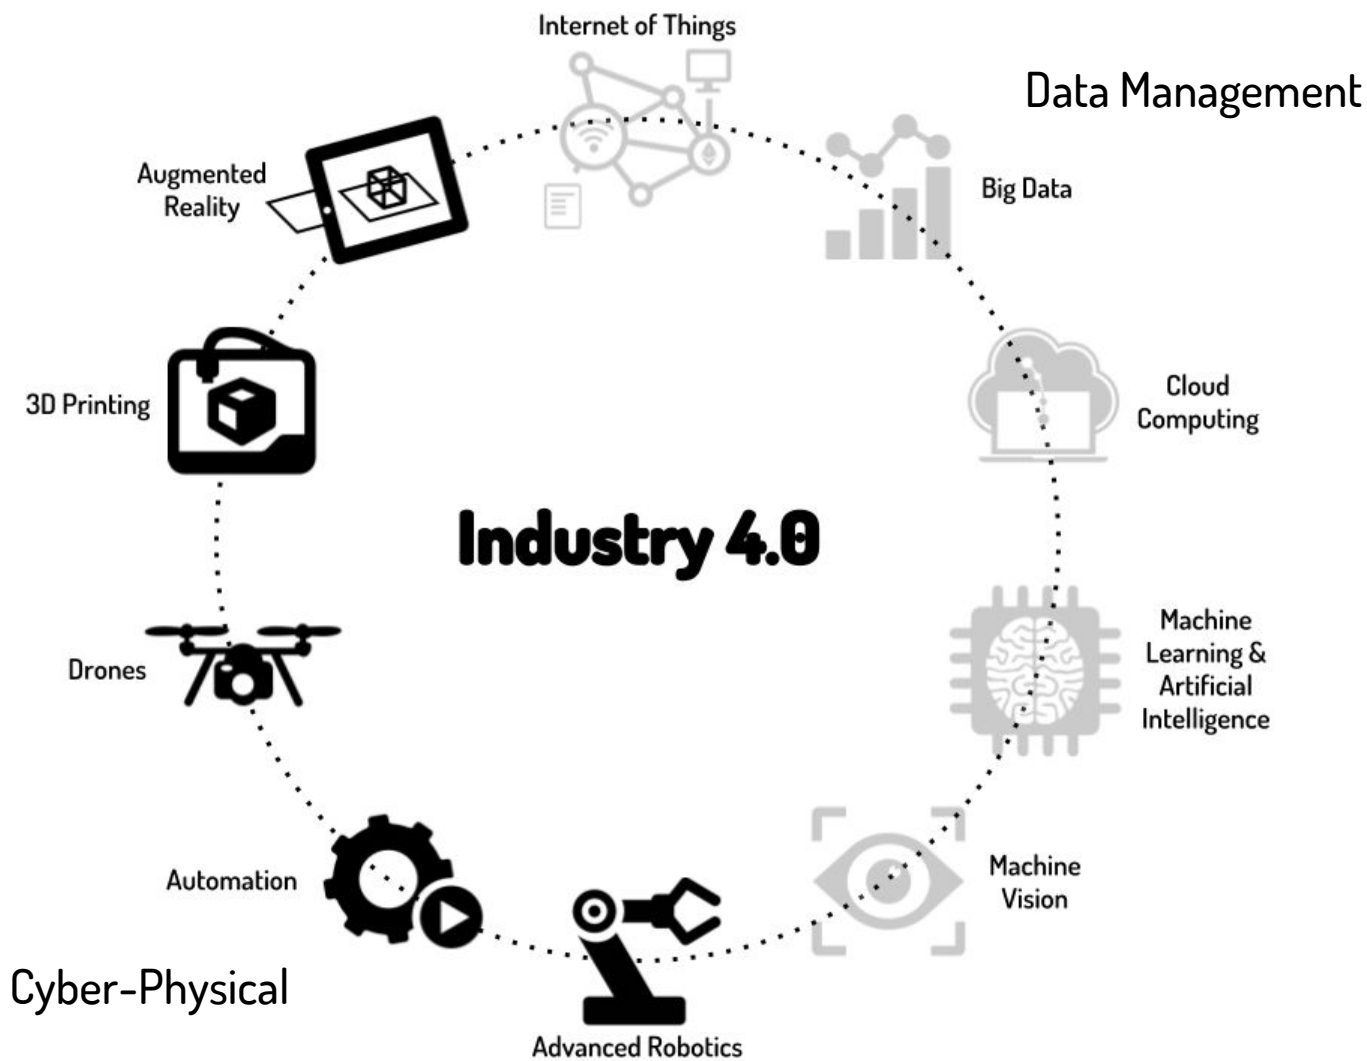 Internet of Things
Data Management
Augmented
Reality
Big Data
3D Printing
Cloud
Computing
Industry 4.0
Drones
Machine
Learning &
Artificial
Intelligence
Automation
Machine
Vision
Cyber-Physical
Advanced Robotics